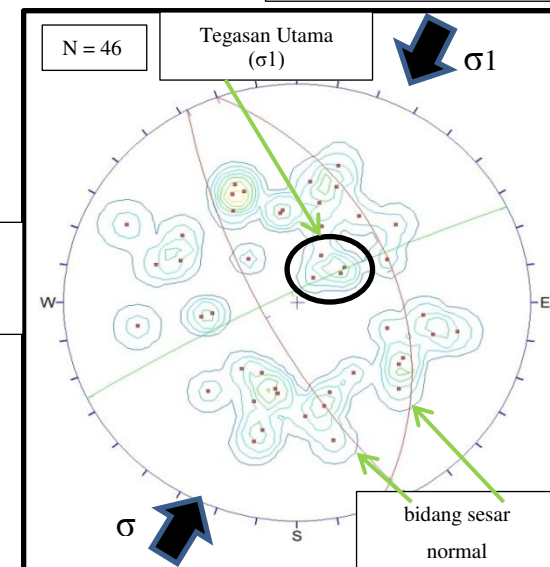 N = 46
Tegasan Utama
(σ1)
σ1
W
E
σ
S
bidang sesar
normal